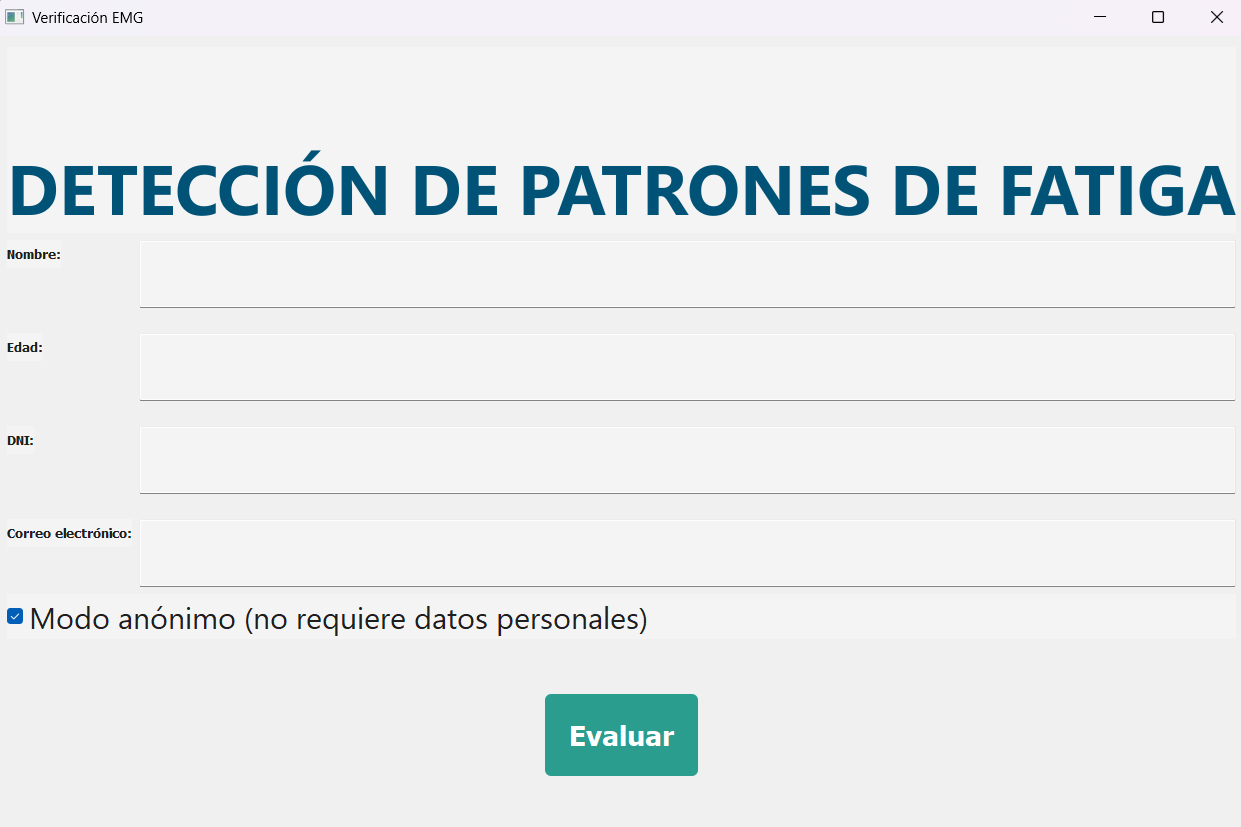 Verificación EMG
DETECCIÓN DE PATRONES DE FATIGA
Nombre:
Edad:
DNI:
Correo electrónico:
Modo anónimo (no requiere datos personales)
Evaluar